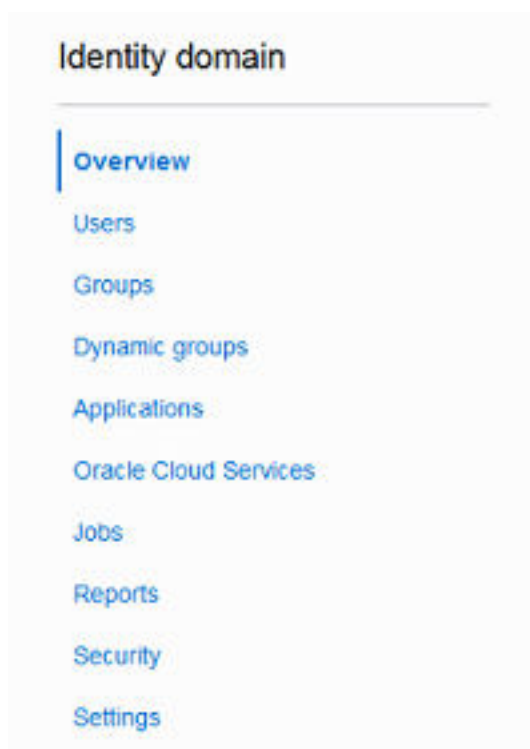 Identity domain
Overview
Users
Groups
Dynamic groups
Applications
Oracle Cloud Services
Jobs
Reports
Security
Settings